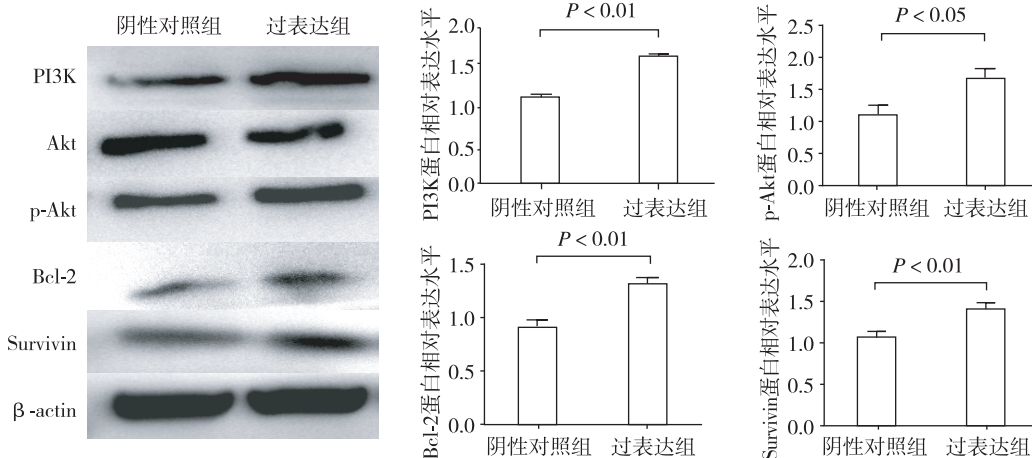 阴性对照组 过表达组
PI3K
Akt
p-Akt
Bcl-2
Survivin
β-actin
PI3K蛋白相对表达水平
P < 0.01
2.0
1.5
1.0
0.5
0.0
阴性对照组 过表达组
p-Akt蛋白相对表达水平
P < 0.05
2.5
2.0
1.5
1.0
0.5
0.0
阴性对照组 过表达组
Bcl-2蛋白相对表达水平
P < 0.01
1.5
1.0
0.5
0.0
阴性对照组 过表达组
Survivin蛋白相对表达水平
P < 0.01
2.0
1.5
1.0
0.5
0.0
阴性对照组 过表达组